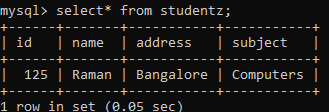 mysql> select* from studentz;
+------+-------+-----------+-----------+
| id   | name  | address   | subject   |
+------+-------+-----------+-----------+
|  125 | Raman | Bangalore | Computers |
+------+-------+-----------+-----------+
1 row in set (0.05 sec)